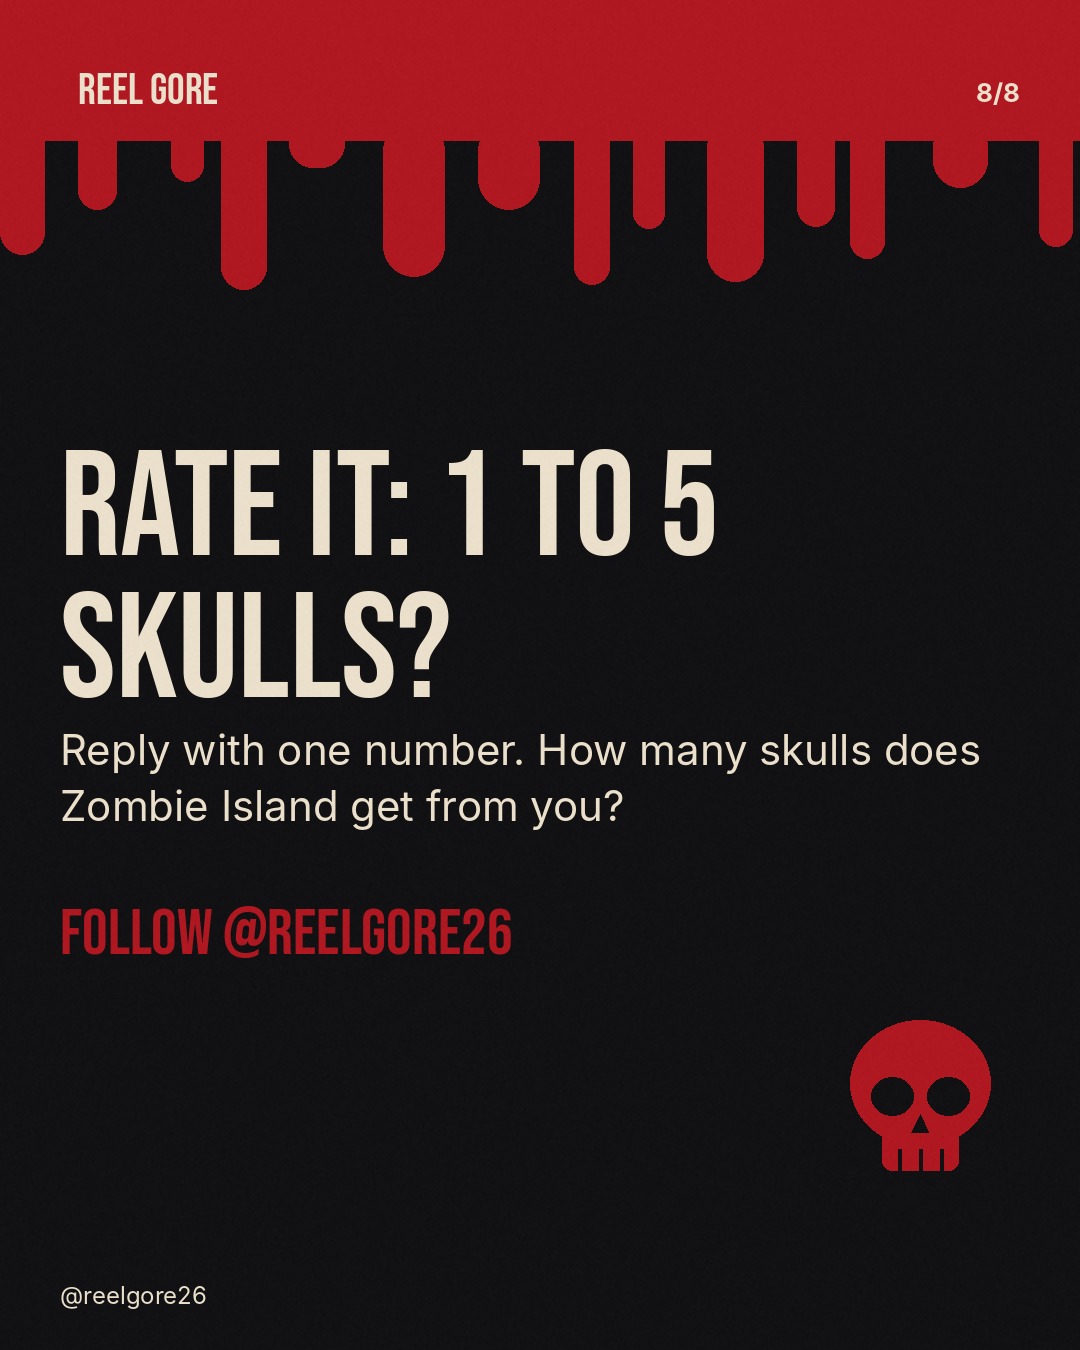 REEL GORE
8/8
RATE IT: 1 TO 5
SKULLS?
Reply with one number. How many skulls does
Zombie Island get from you?
FOLLOW @REELGORE26
@reelgore26